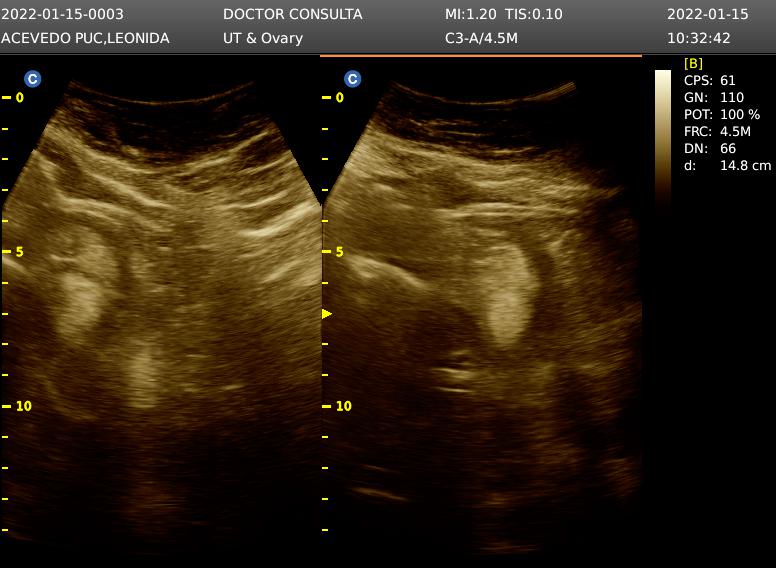 2022-01-15-0003 DOCTOR CONSULTA MI:1.20 TIS:0.10 2022-01-15
ACEVEDO PUC,LEONIDA UT & Ovary C3-A/4.5M 10:32:42
C C
[B]
CPS: 61
GN: 110
POT: 100 %
FRC: 4.5M
DN: 66
d: 14.8 cm
0 0
5 5
10 10